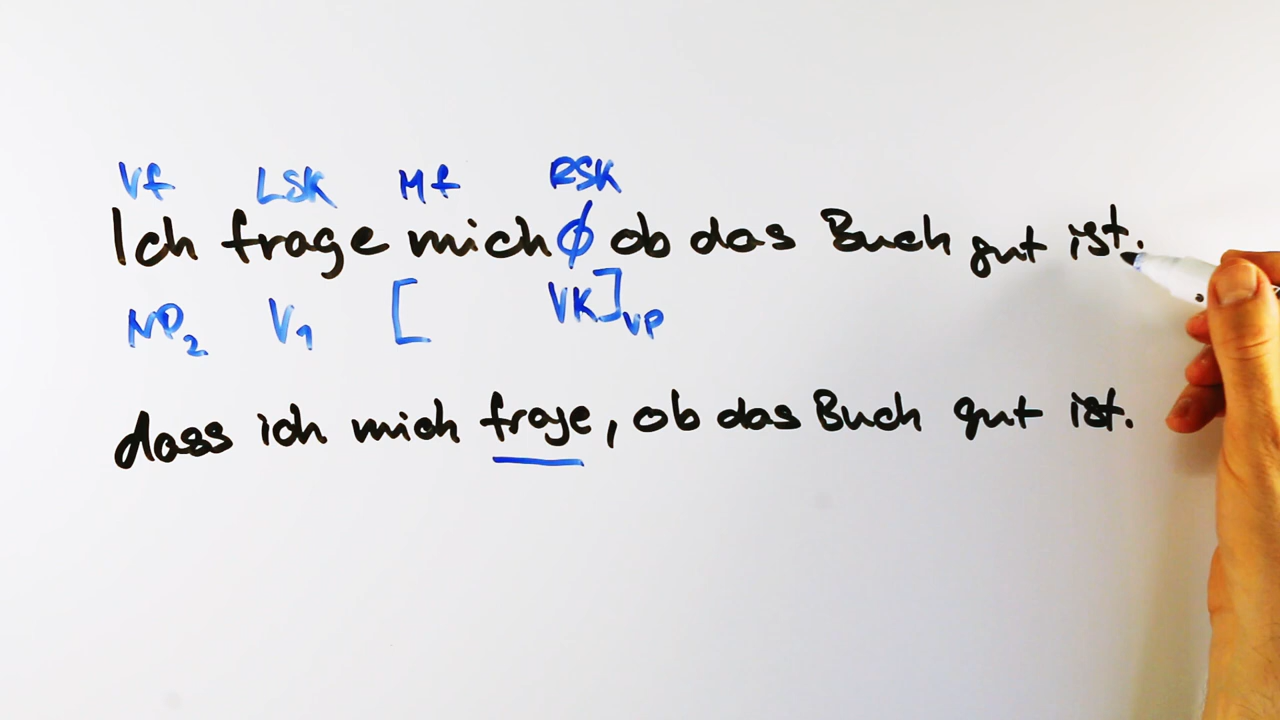 Vf LSK Mf RSK
Ich frage mich ∅ ob das Buch gut ist.
NP₂ V₁ [ VK]VP
dass ich mich frage, ob das Buch gut ist.